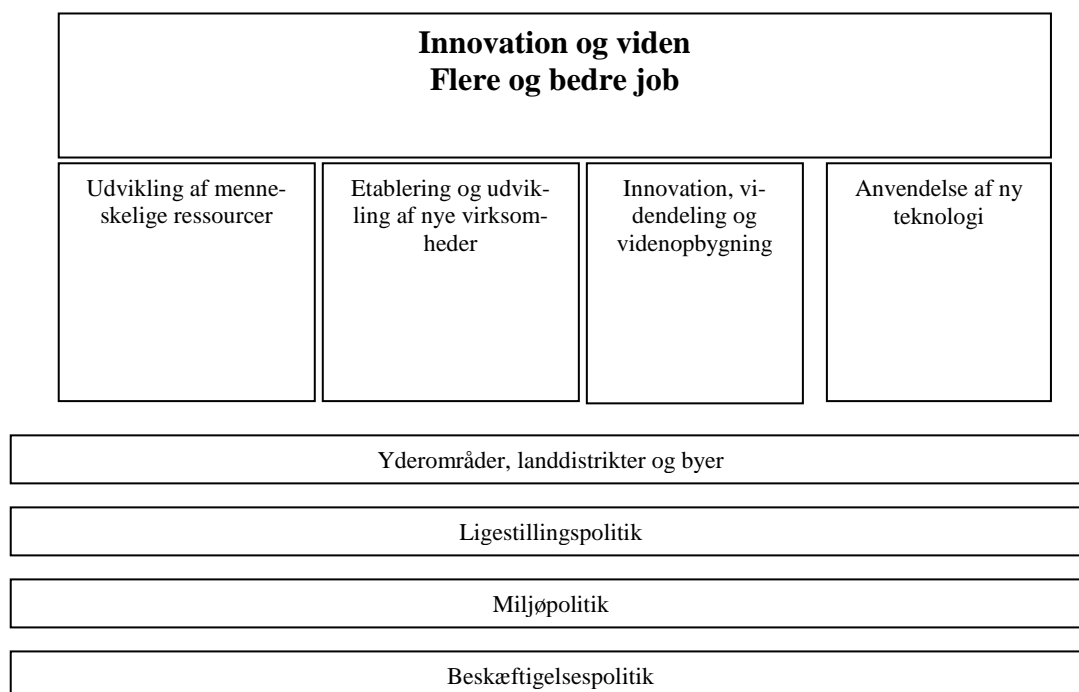 Innovation og viden
Flere og bedre job
Udvikling af menne-
skelige ressourcer
Etablering og udvik-
ling af nye virksom-
heder
Innovation, vi-
dendeling og
videnopbygning
Anvendelse af ny
teknologi
Yderområder, landdistrikter og byer
Ligestillingspolitik
Miljøpolitik
Beskæftigelsespolitik